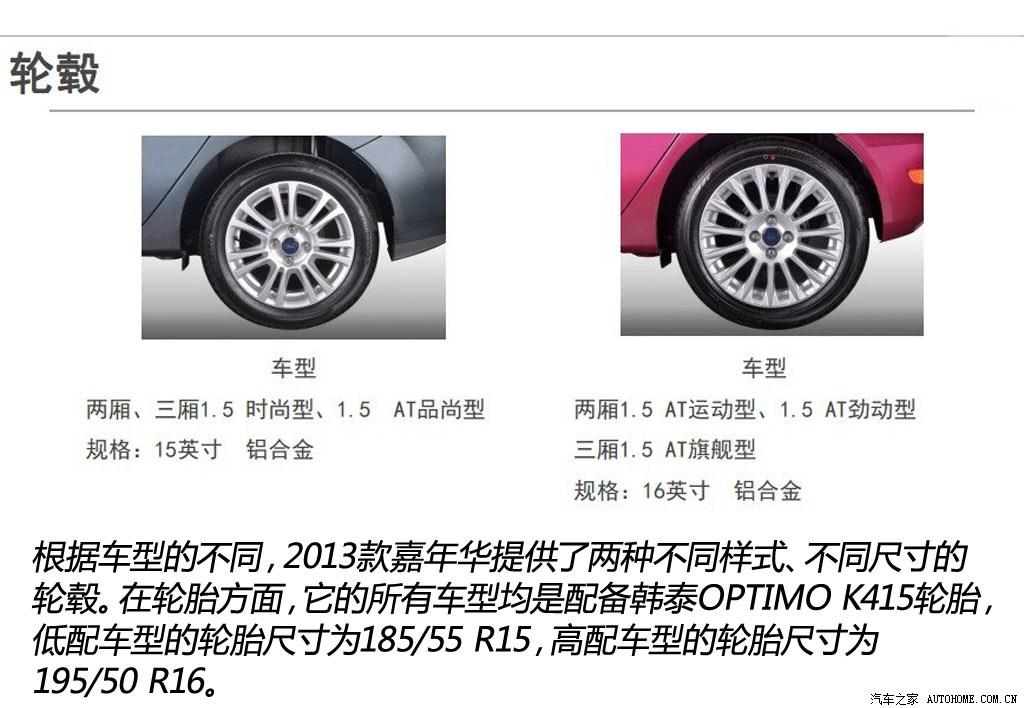 轮毂
车型
两厢、三厢1.5 时尚型、1.5 AT品尚型
规格：15英寸 铝合金
车型
两厢1.5 AT运动型、1.5 AT劲动型
三厢1.5 AT旗舰型
规格：16英寸 铝合金
根据车型的不同，2013款嘉年华提供了两种不同样式、不同尺寸的
轮毂。在轮胎方面，它的所有车型均是配备韩泰OPTIMO K415轮胎，
低配车型的轮胎尺寸为185/55 R15，高配车型的轮胎尺寸为
195/50 R16。
汽车之家 AUTOHOME.COM.CN